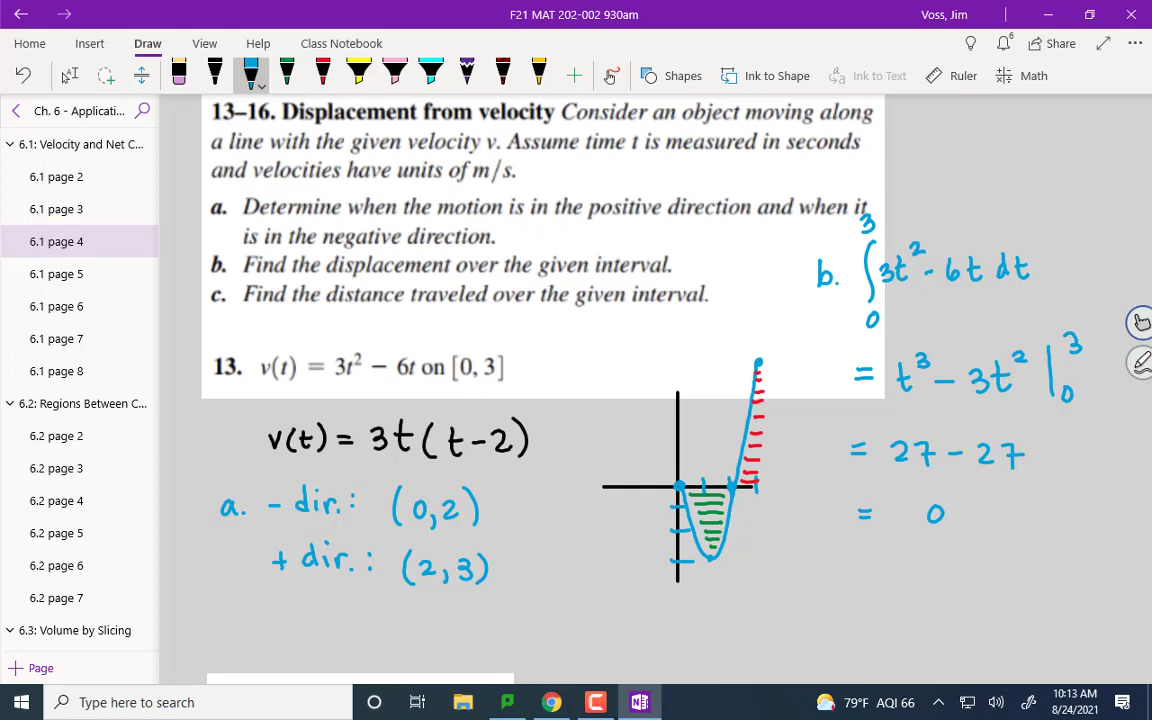 F21 MAT 202-002 930am
Voss, Jim
Home Insert Draw View Help Class Notebook
6
Share
Shapes Ink to Shape Ink to Text Ruler Math
Ch. 6 - Applicati...
6.1: Velocity and Net C...
6.1 page 2
6.1 page 3
6.1 page 4
6.1 page 5
6.1 page 6
6.1 page 7
6.1 page 8
6.2: Regions Between C...
6.2 page 2
6.2 page 3
6.2 page 4
6.2 page 5
6.2 page 6
6.2 page 7
6.3: Volume by Slicing
Page
13–16. Displacement from velocity Consider an object moving along
a line with the given velocity v. Assume time t is measured in seconds
and velocities have units of m/s.
a. Determine when the motion is in the positive direction and when it
is in the negative direction.
b. Find the displacement over the given interval.
c. Find the distance traveled over the given interval.
13. v(t) = 3t² − 6t on [0, 3]
v(t) = 3t(t-2)
a. - dir.: (0,2)
+ dir.: (2,3)
b. ∫₀³ 3t² - 6t dt
= t³ - 3t² |₀³
= 27 - 27
= 0
Type here to search
79°F AQI 66
10:13 AM
8/24/2021